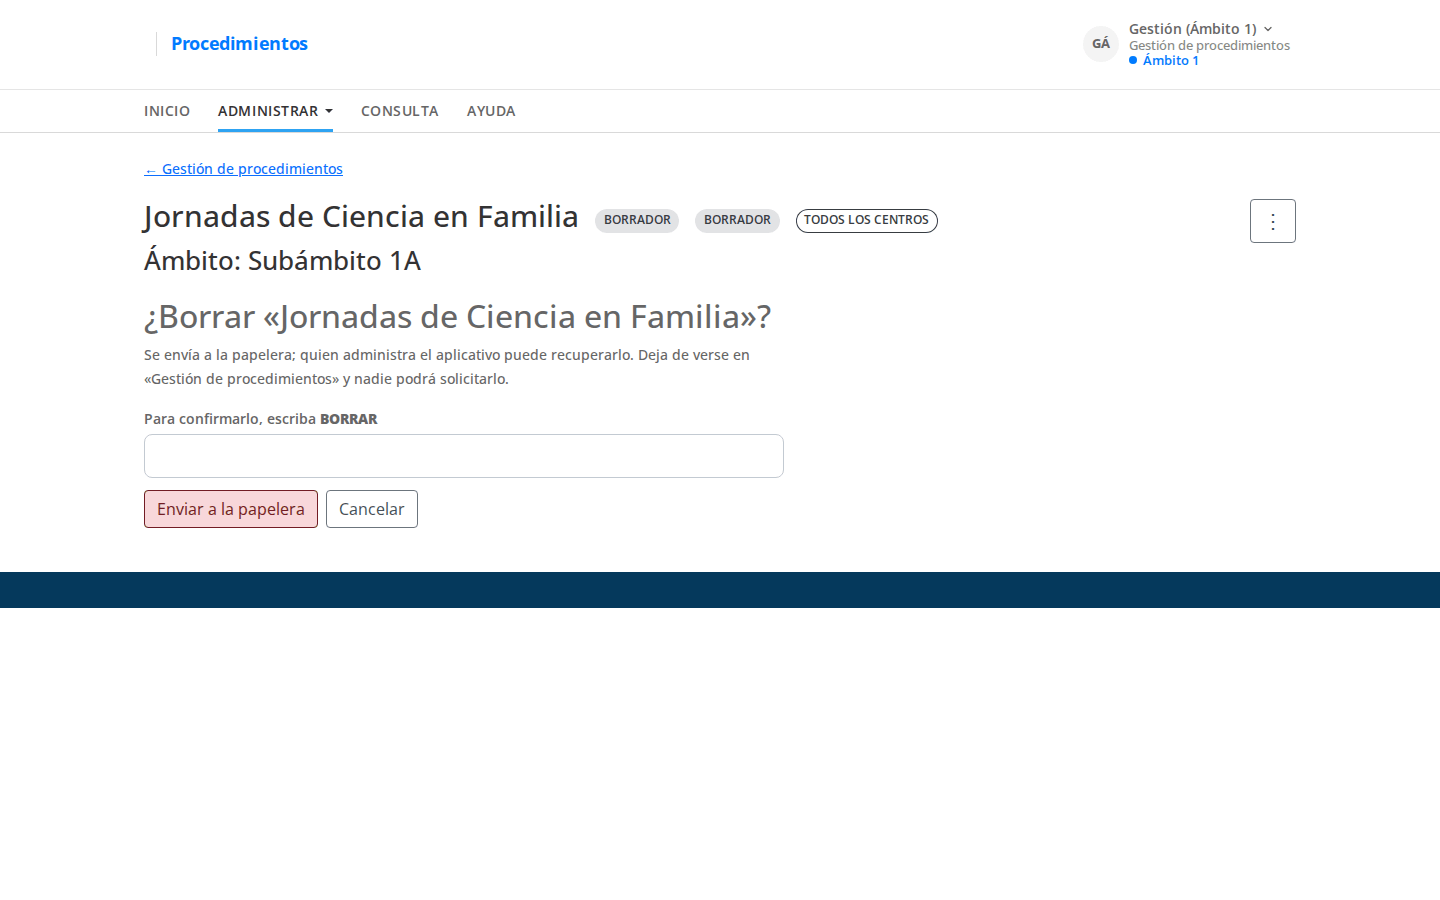 Procedimientos
GÁ
Gestión (Ámbito 1)
Gestión de procedimientos
Ámbito 1
INICIO
ADMINISTRAR
CONSULTA
AYUDA
← Gestión de procedimientos
Jornadas de Ciencia en Familia BORRADOR BORRADOR TODOS LOS CENTROS
⋮
Ámbito: Subámbito 1A
¿Borrar «Jornadas de Ciencia en Familia»?
Se envía a la papelera; quien administra el aplicativo puede recuperarlo. Deja de verse en
«Gestión de procedimientos» y nadie podrá solicitarlo.
Para confirmarlo, escriba BORRAR
Enviar a la papelera
Cancelar